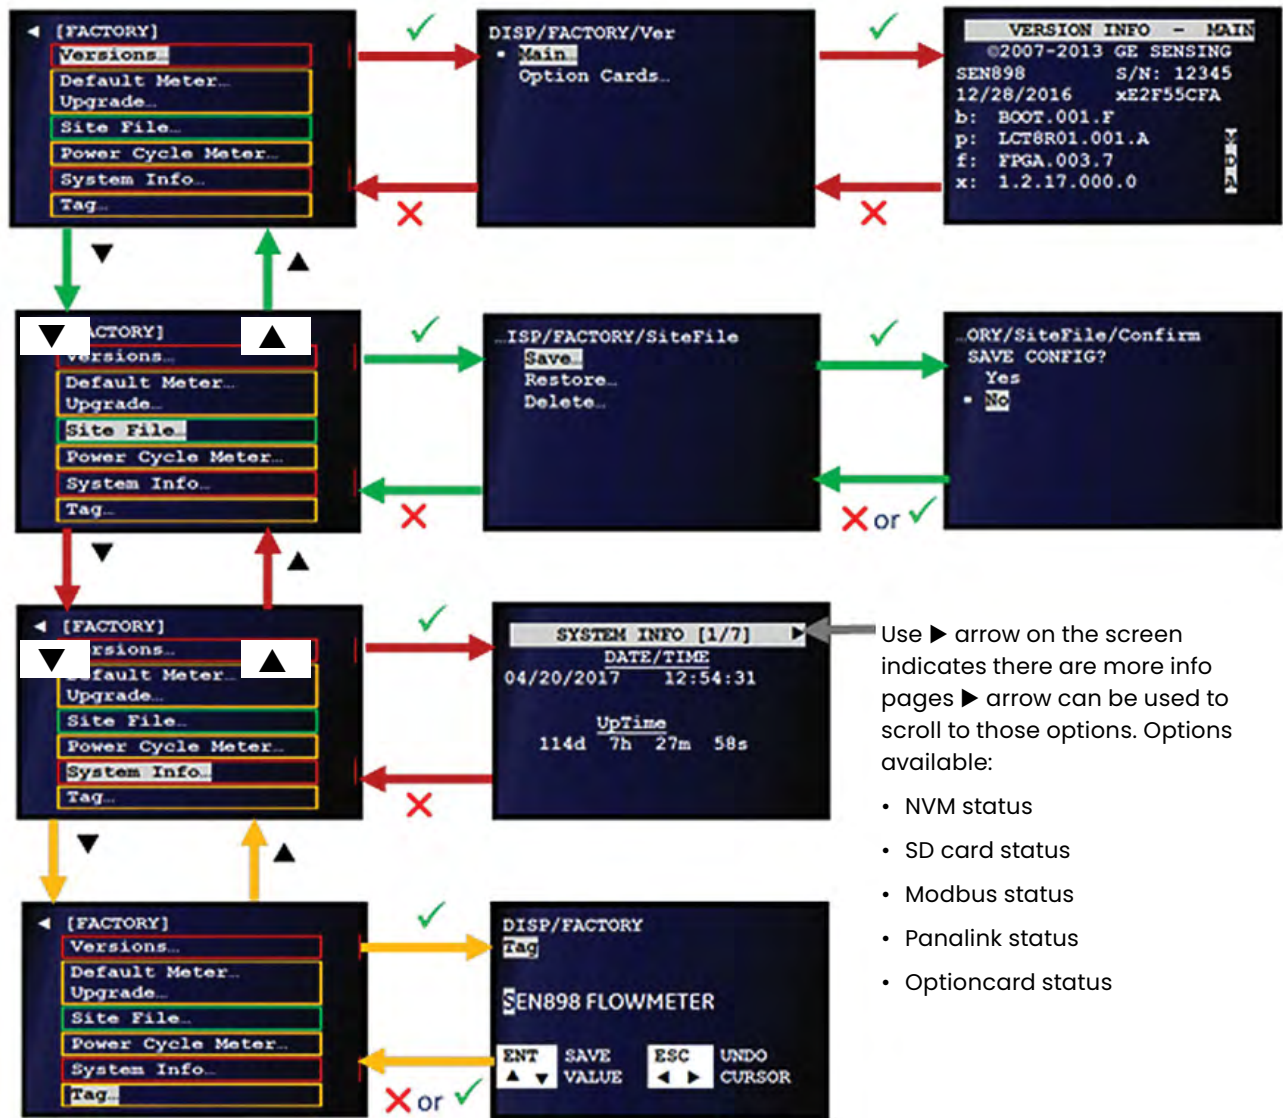 ◄ [FACTORY]
Versions…
Default Meter…
Upgrade…
Site File…
Power Cycle Meter…
System Info…
Tag…
DISP/FACTORY/Ver
Main…
Option Cards…
VERSION INFO - MAIN
©2007-2013 GE SENSING
SEN898 S/N: 12345
12/28/2016 xE2F55CFA
b: BOOT.001.F
p: LCT8R01.001.A
f: FPGA.003.7 D
x: 1.2.17.000.0 A
▼ ▲
▼ ACTORY] ▲
Versions…
Default Meter…
Upgrade…
Site File…
Power Cycle Meter…
System Info…
Tag…
…ISP/FACTORY/SiteFile
Save…
Restore…
Delete…
…ORY/SiteFile/Confirm
SAVE CONFIG?
Yes
No
X or ✓
▼ ▲
◄ [FACTORY]
▼ rsions… ▲
fault Meter…
Upgrade…
Site File…
Power Cycle Meter…
System Info…
Tag…
SYSTEM INFO [1/7] ►
DATE/TIME
04/20/2017 12:54:31
UpTime
114d 7h 27m 58s
Use ► arrow on the screen
indicates there are more info
pages ► arrow can be used to
scroll to those options. Options
available:
• NVM status
• SD card status
• Modbus status
• Panalink status
• Optioncard status
▼ ▲
◄ [FACTORY]
Versions…
Default Meter…
Upgrade…
Site File…
Power Cycle Meter…
System Info…
Tag…
DISP/FACTORY
Tag
SEN898 FLOWMETER
ENT SAVE ESC UNDO
▲ ▼ VALUE ◄ ► CURSOR
X or ✓